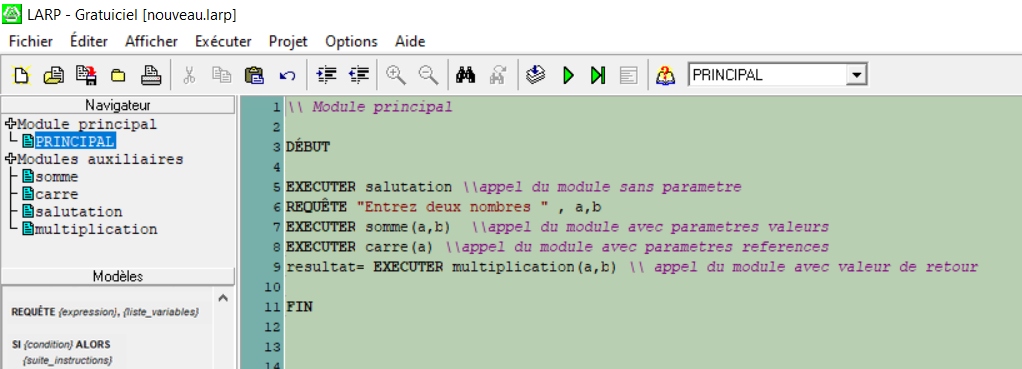 LARP - Gratuiciel [nouveau.larp]
Fichier Éditer Afficher Exécuter Projet Options Aide
PRINCIPAL
Navigateur
Module principal
PRINCIPAL
Modules auxiliaires
somme
carre
salutation
multiplication
Modèles
REQUÊTE {expression}, {liste_variables}
SI {condition} ALORS
{suite_instructions}
1 \\ Module principal
2
3 DÉBUT
4
5 EXECUTER salutation \\appel du module sans parametre
6 REQUÊTE "Entrez deux nombres " , a,b
7 EXECUTER somme(a,b) \\appel du module avec parametres valeurs
8 EXECUTER carre(a) \\appel du module avec parametres references
9 resultat= EXECUTER multiplication(a,b) \\ appel du module avec valeur de retour
10
11 FIN
12
13
14